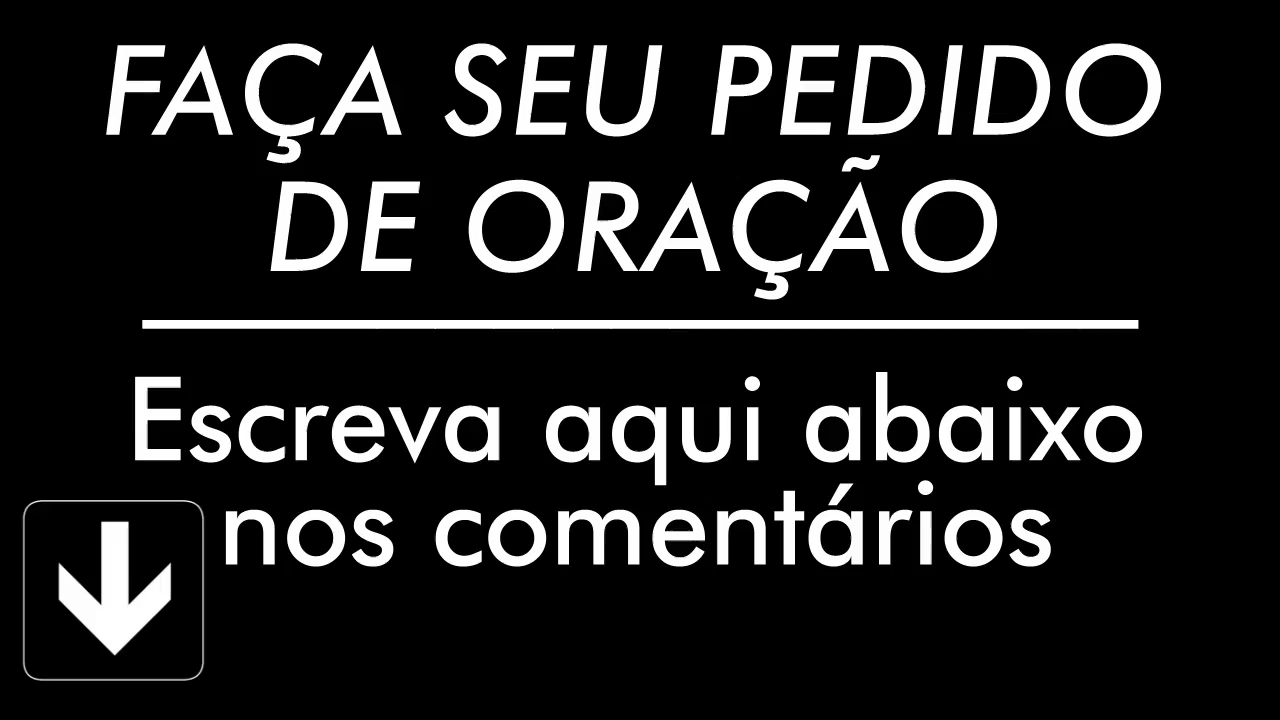 FAÇA SEU PEDIDO
DE ORAÇÃO
Escreva aqui abaixo
nos comentários